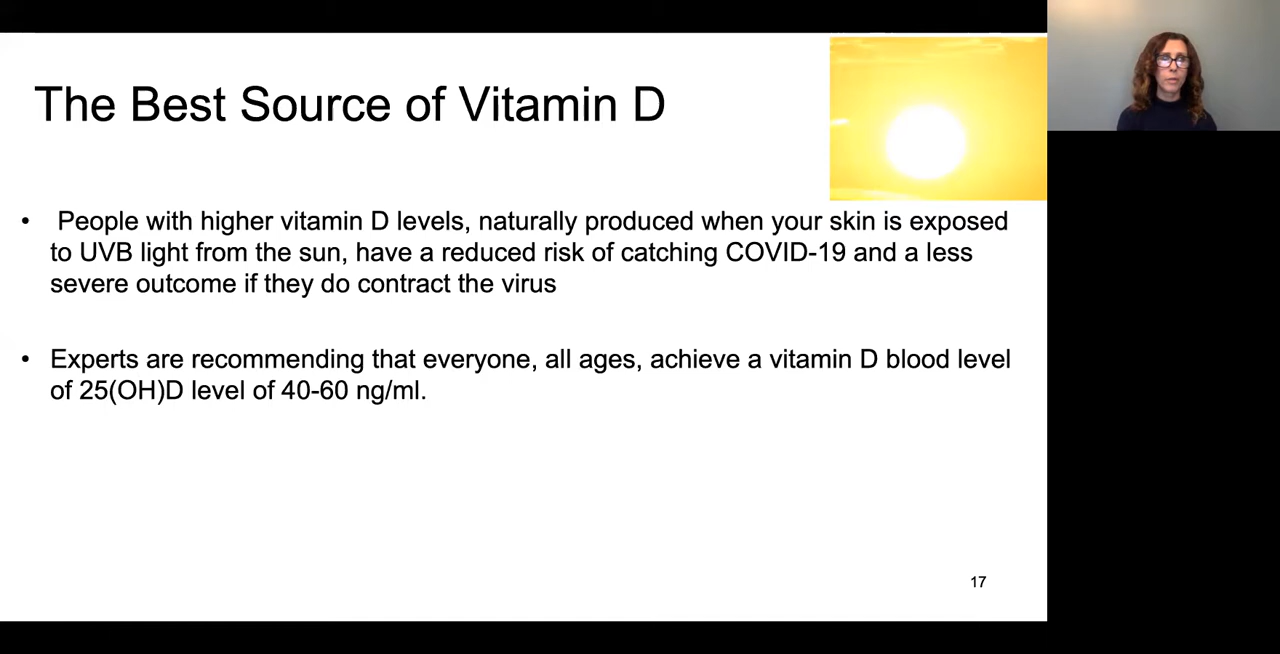 The Best Source of Vitamin D
• People with higher vitamin D levels, naturally produced when your skin is exposed
to UVB light from the sun, have a reduced risk of catching COVID-19 and a less
severe outcome if they do contract the virus
• Experts are recommending that everyone, all ages, achieve a vitamin D blood level
of 25(OH)D level of 40-60 ng/ml.
17